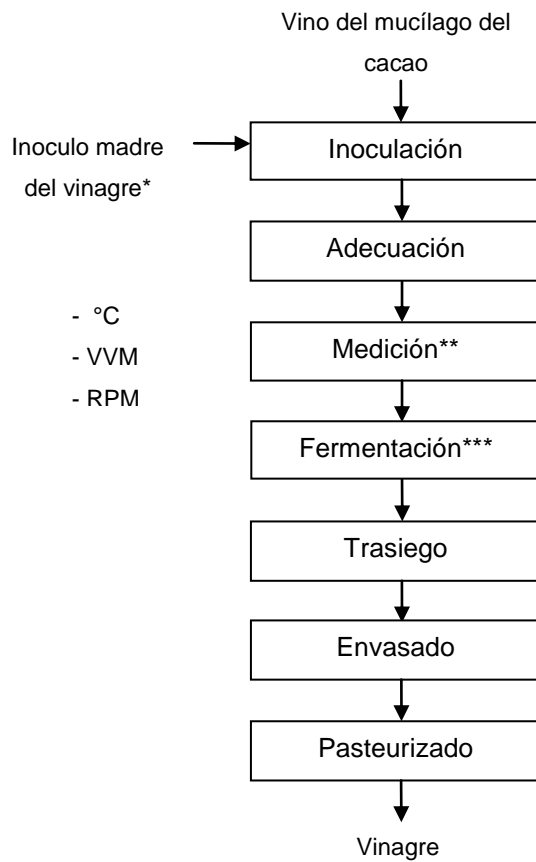 Vino del mucílago del
cacao
Inoculo madre
del vinagre*
Inoculación
Adecuación
- °C
- VVM
- RPM
Medición**
Fermentación***
Trasiego
Envasado
Pasteurizado
Vinagre